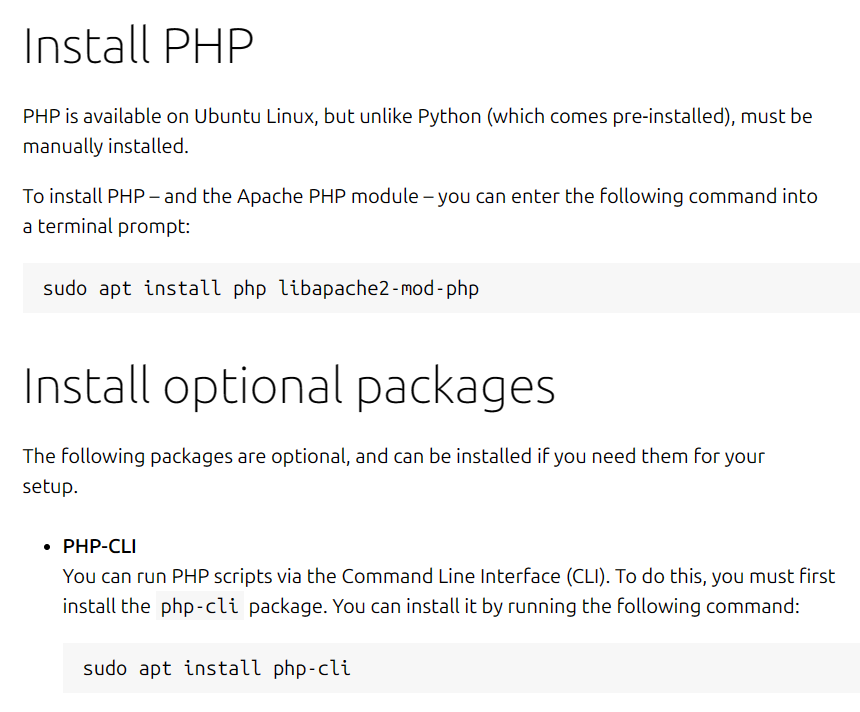 Install PHP
PHP is available on Ubuntu Linux, but unlike Python (which comes pre-installed), must be
manually installed.
To install PHP – and the Apache PHP module – you can enter the following command into
a terminal prompt:
sudo apt install php libapache2-mod-php
Install optional packages
The following packages are optional, and can be installed if you need them for your
setup.
• PHP-CLI
You can run PHP scripts via the Command Line Interface (CLI). To do this, you must first
install the php-cli package. You can install it by running the following command:
sudo apt install php-cli